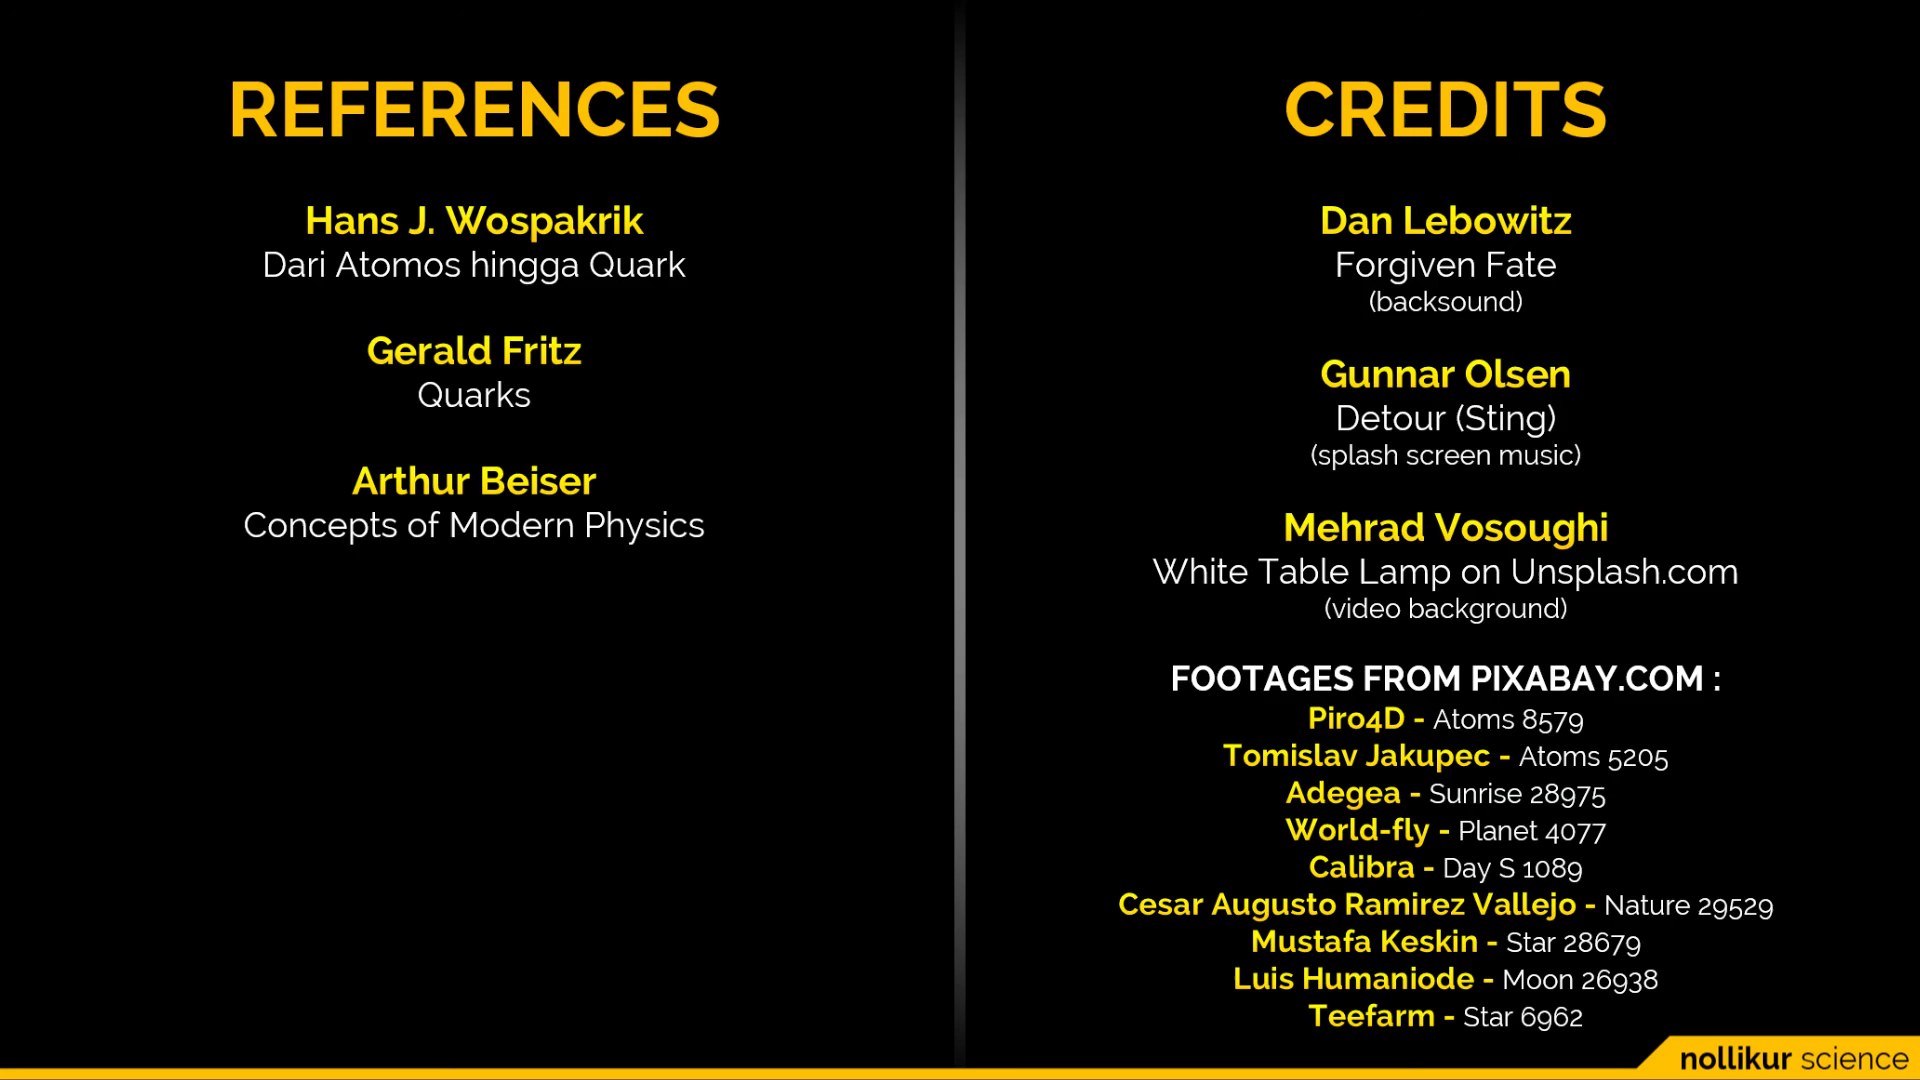 REFERENCES
Hans J. Wospakrik
Dari Atomos hingga Quark
Gerald Fritz
Quarks
Arthur Beiser
Concepts of Modern Physics
CREDITS
Dan Lebowitz
Forgiven Fate
(backsound)
Gunnar Olsen
Detour (Sting)
(splash screen music)
Mehrad Vosoughi
White Table Lamp on Unsplash.com
(video background)
FOOTAGES FROM PIXABAY.COM :
Piro4D - Atoms 8579
Tomislav Jakupec - Atoms 5205
Adegea - Sunrise 28975
World-fly - Planet 4077
Calibra - Day S 1089
Cesar Augusto Ramirez Vallejo - Nature 29529
Mustafa Keskin - Star 28679
Luis Humaniode - Moon 26938
Teefarm - Star 6962
nollikur science